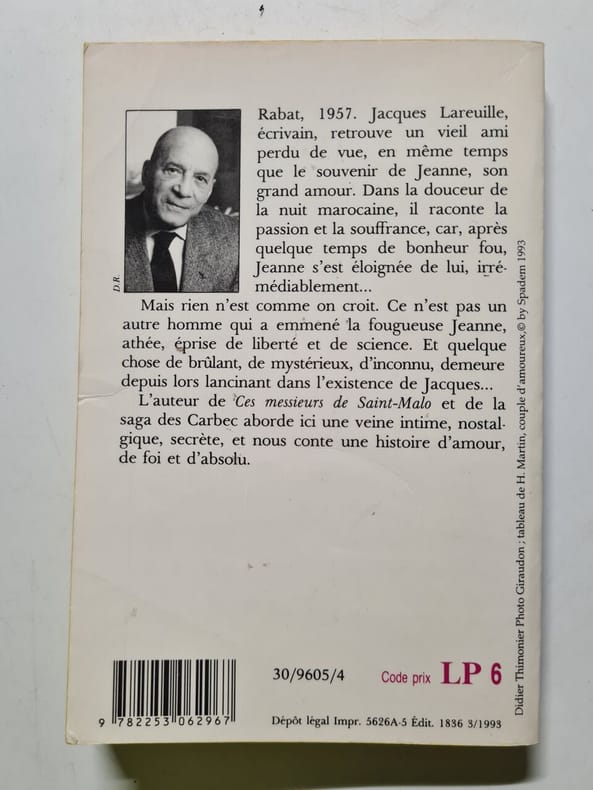 Rabat, 1957. Jacques Lareuille,
écrivain, retrouve un vieil ami
perdu de vue, en même temps
que le souvenir de Jeanne, son
grand amour. Dans la douceur de
la nuit marocaine, il raconte la
passion et la souffrance, car, après
quelque temps de bonheur fou,
Jeanne s'est éloignée de lui, irré-
médiablement...
D.R.
Mais rien n'est comme on croit. Ce n'est pas un
autre homme qui a emmené la fougueuse Jeanne,
athée, éprise de liberté et de science. Et quelque
chose de brûlant, de mystérieux, d'inconnu, demeure
depuis lors lancinant dans l'existence de Jacques...
L'auteur de Ces messieurs de Saint-Malo et de la
saga des Carbec aborde ici une veine intime, nostal-
gique, secrète, et nous conte une histoire d'amour,
de foi et d'absolu.
Didier Thimonier Photo Giraudon ; tableau de H. Martin, couple d'amoureux,© by Spadem 1993
30/9605/4
Code prix LP 6
9 782253 062967
Dépôt légal Impr. 5626A-5 Édit. 1836 3/1993